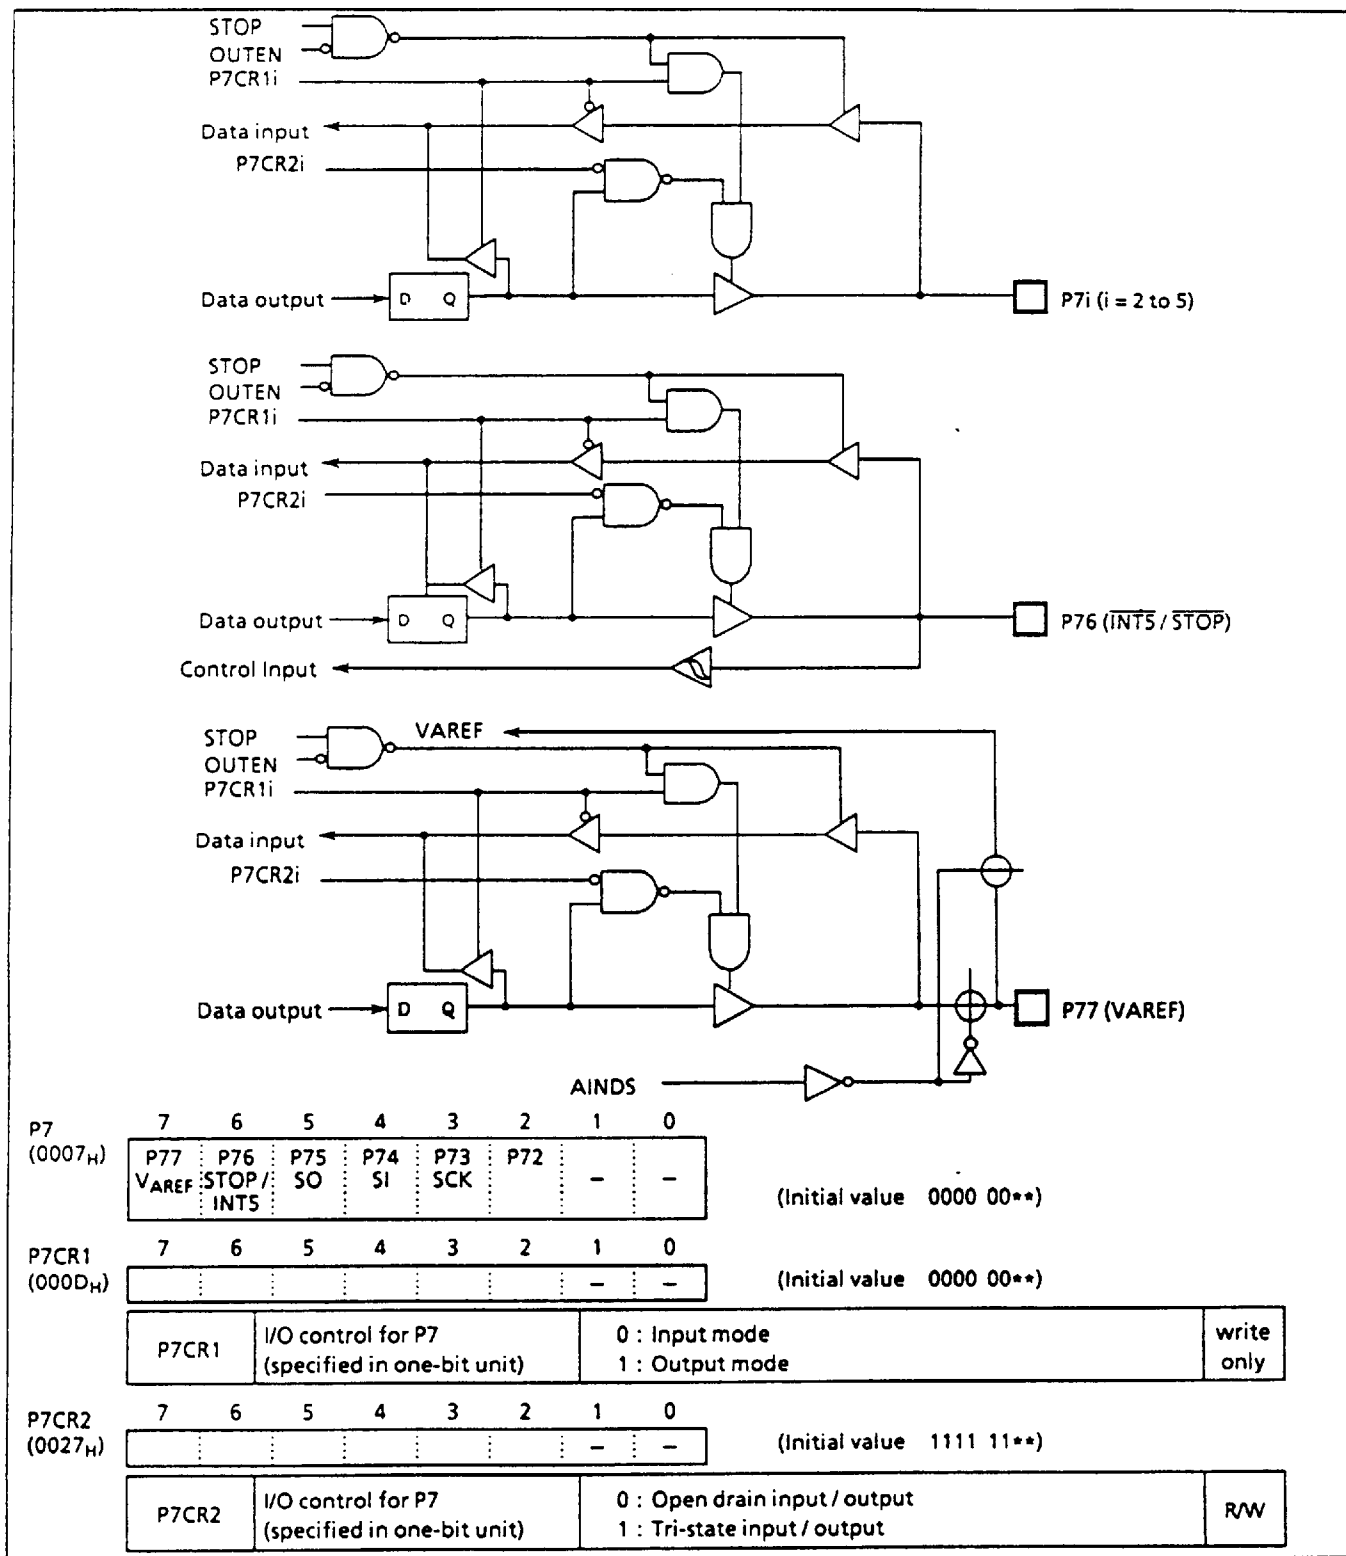 STOP
OUTEN
P7CR1i
Data input
P7CR2i
Data output
D Q
P7i (i = 2 to 5)
STOP
OUTEN
P7CR1i
Data input
P7CR2i
Data output
D Q
P76 (INT5 / STOP)
Control Input
STOP
VAREF
OUTEN
P7CR1i
Data input
P7CR2i
Data output
D Q
P77 (VAREF)
AINDS
P7 7 6 5 4 3 2 1 0
(0007H) P77 P76 P75 P74 P73 P72 – –
VAREF STOP / SO SI SCK
INT5
(Initial value 0000 00**)
P7CR1 7 6 5 4 3 2 1 0
(000DH) – – (Initial value 0000 00**)
P7CR1 I/O control for P7 0 : Input mode write
(specified in one-bit unit) 1 : Output mode only
P7CR2 7 6 5 4 3 2 1 0
(0027H) – – (Initial value 1111 11**)
P7CR2 I/O control for P7 0 : Open drain input / output R/W
(specified in one-bit unit) 1 : Tri-state input / output